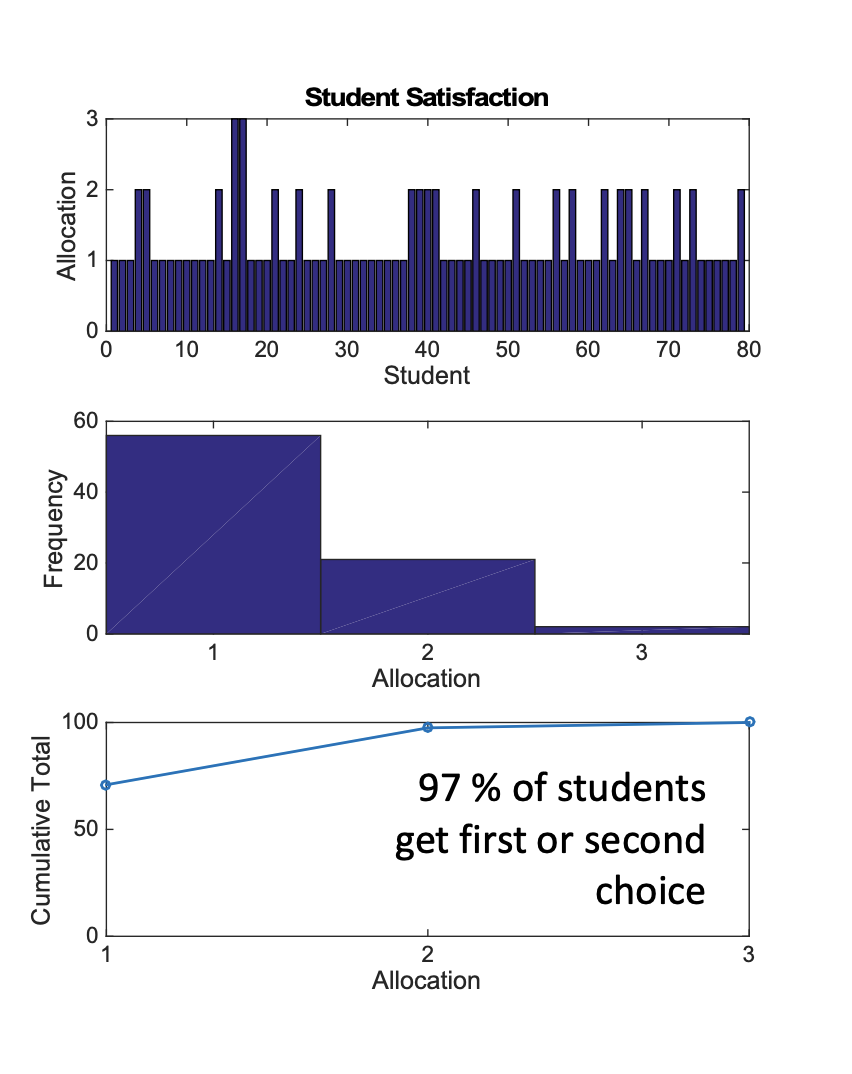 Student Satisfaction
3
2
1
0
Allocation
0 10 20 30 40 50 60 70 80
Student
60
40
20
0
Frequency
1 2 3
Allocation
100
50
0
Cumulative Total
97 % of students
get first or second
choice
1 2 3
Allocation